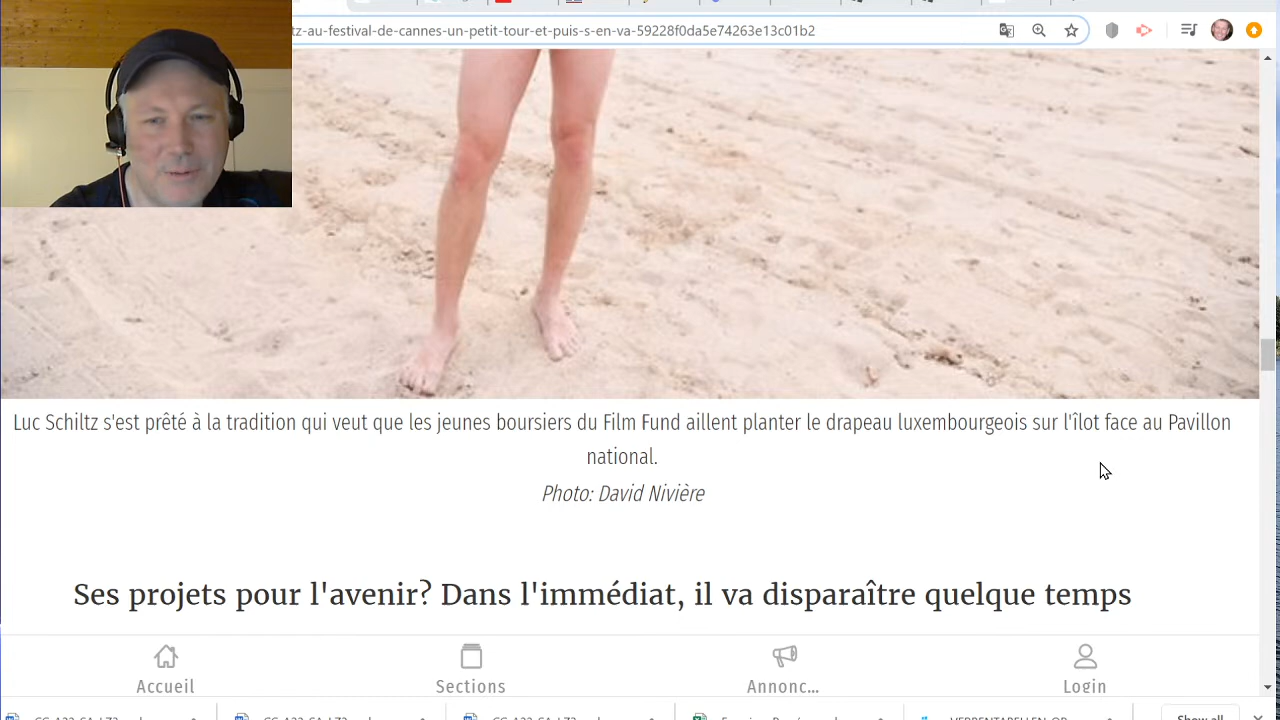 tz-au-festival-de-cannes-un-petit-tour-et-puis-s-en-va-59228f0da5e74263e13c01b2
Luc Schiltz s'est prêté à la tradition qui veut que les jeunes boursiers du Film Fund aillent planter le drapeau luxembourgeois sur l'îlot face au Pavillon
national.
Photo: David Nivière
Ses projets pour l'avenir? Dans l'immédiat, il va disparaître quelque temps
Accueil Sections Annonc... Login
Show all